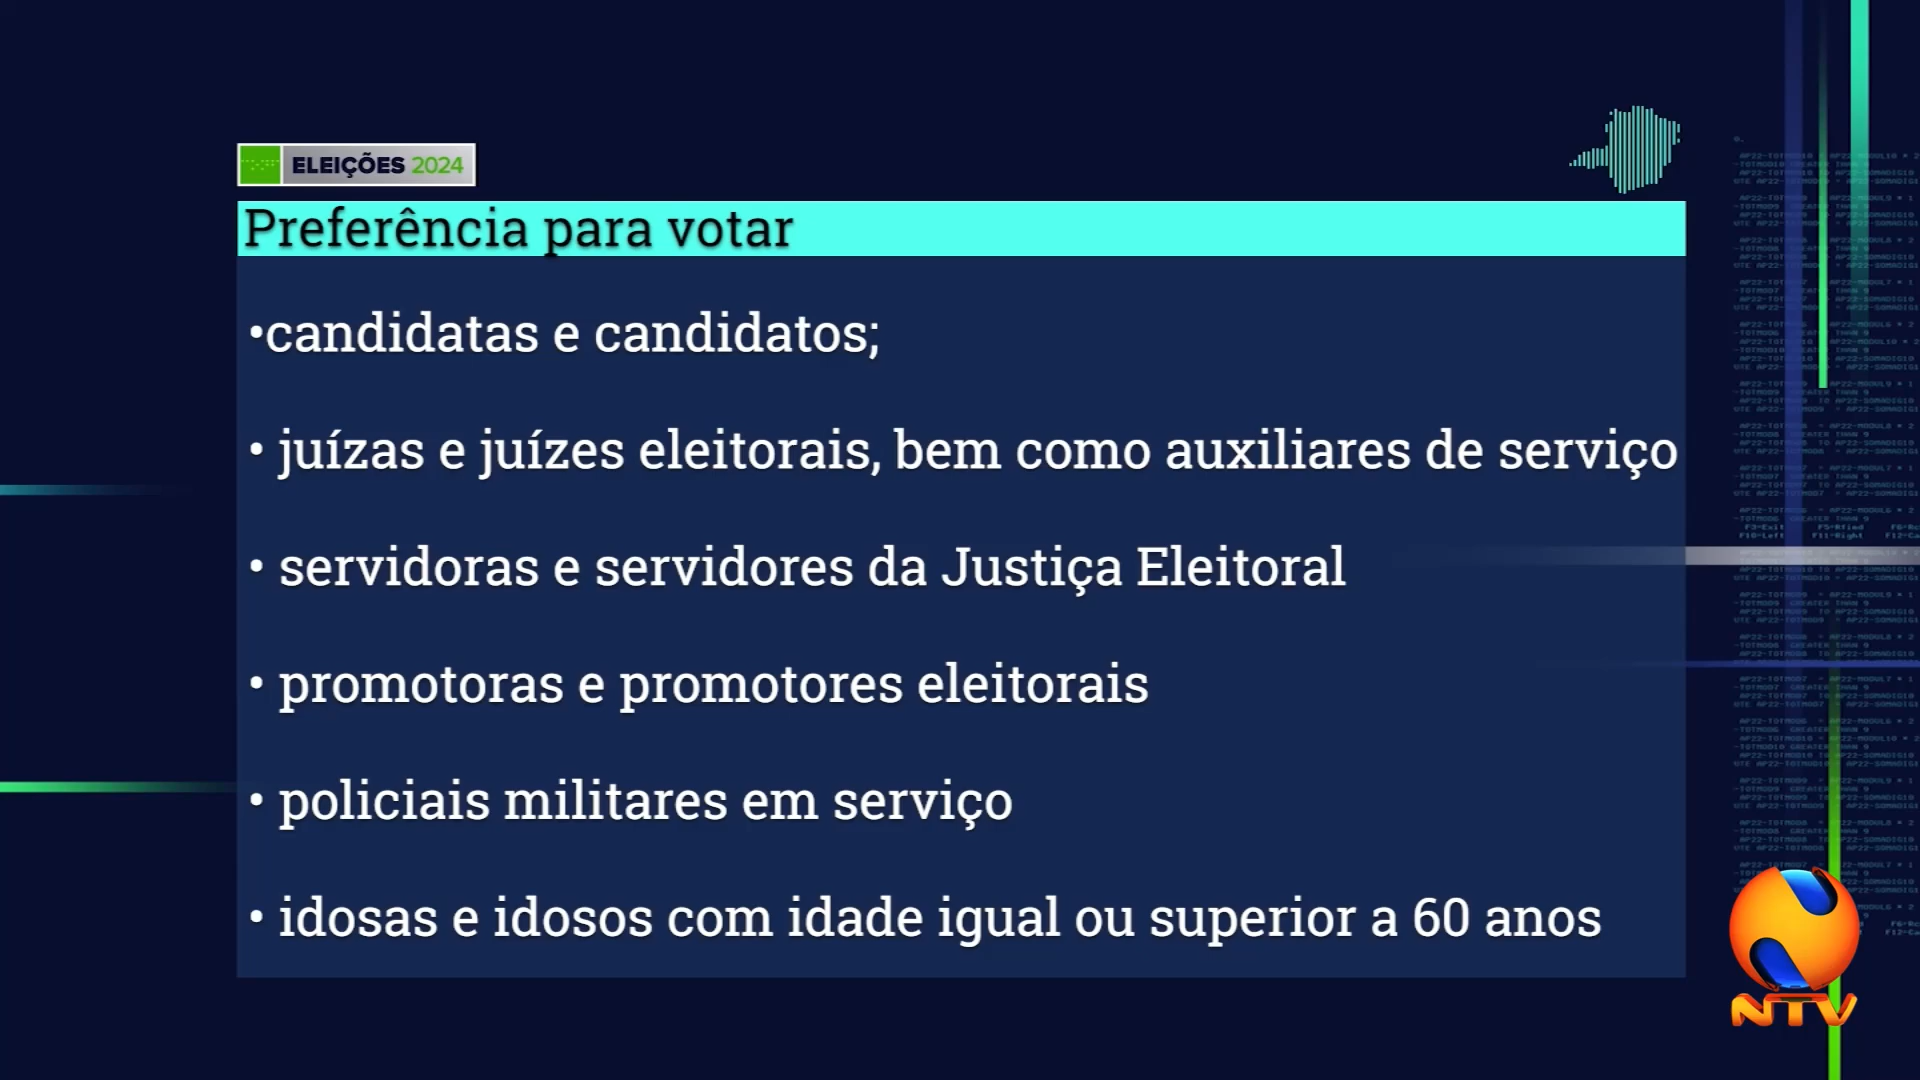 ELEIÇÕES 2024
Preferência para votar
•candidatas e candidatos;
• juízas e juízes eleitorais, bem como auxiliares de serviço
• servidoras e servidores da Justiça Eleitoral
• promotoras e promotores eleitorais
• policiais militares em serviço
• idosas e idosos com idade igual ou superior a 60 anos
NTV